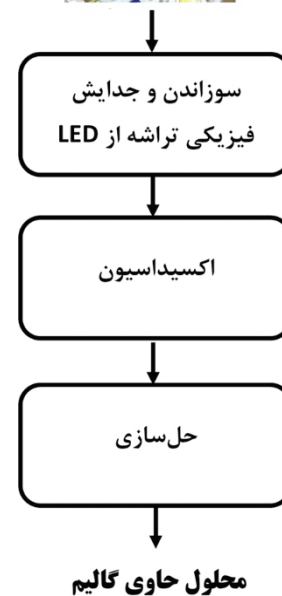 سوزاندن و جدایش
فیزیکی تراشه از LED
اکسیداسیون
حل‌سازی
محلول حاوی گالیم